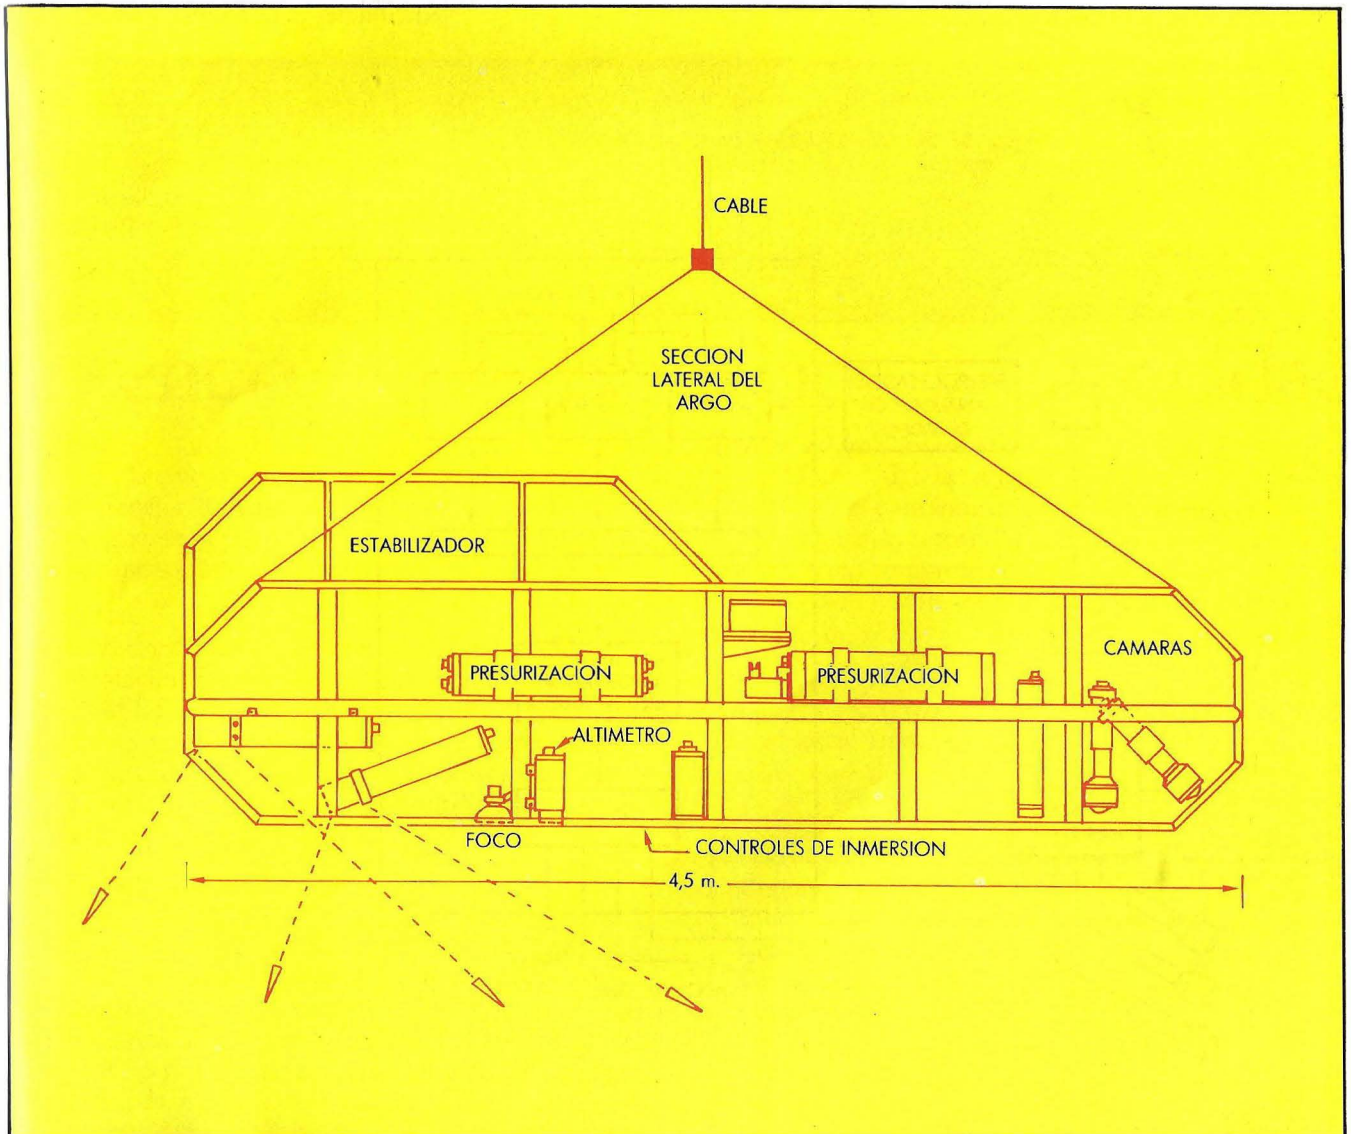 CABLE
SECCION
LATERAL DEL
ARGO
ESTABILIZADOR
CAMARAS
PRESURIZACION
PRESURIZACION
ALTIMETRO
FOCO
CONTROLES DE INMERSION
4,5 m.